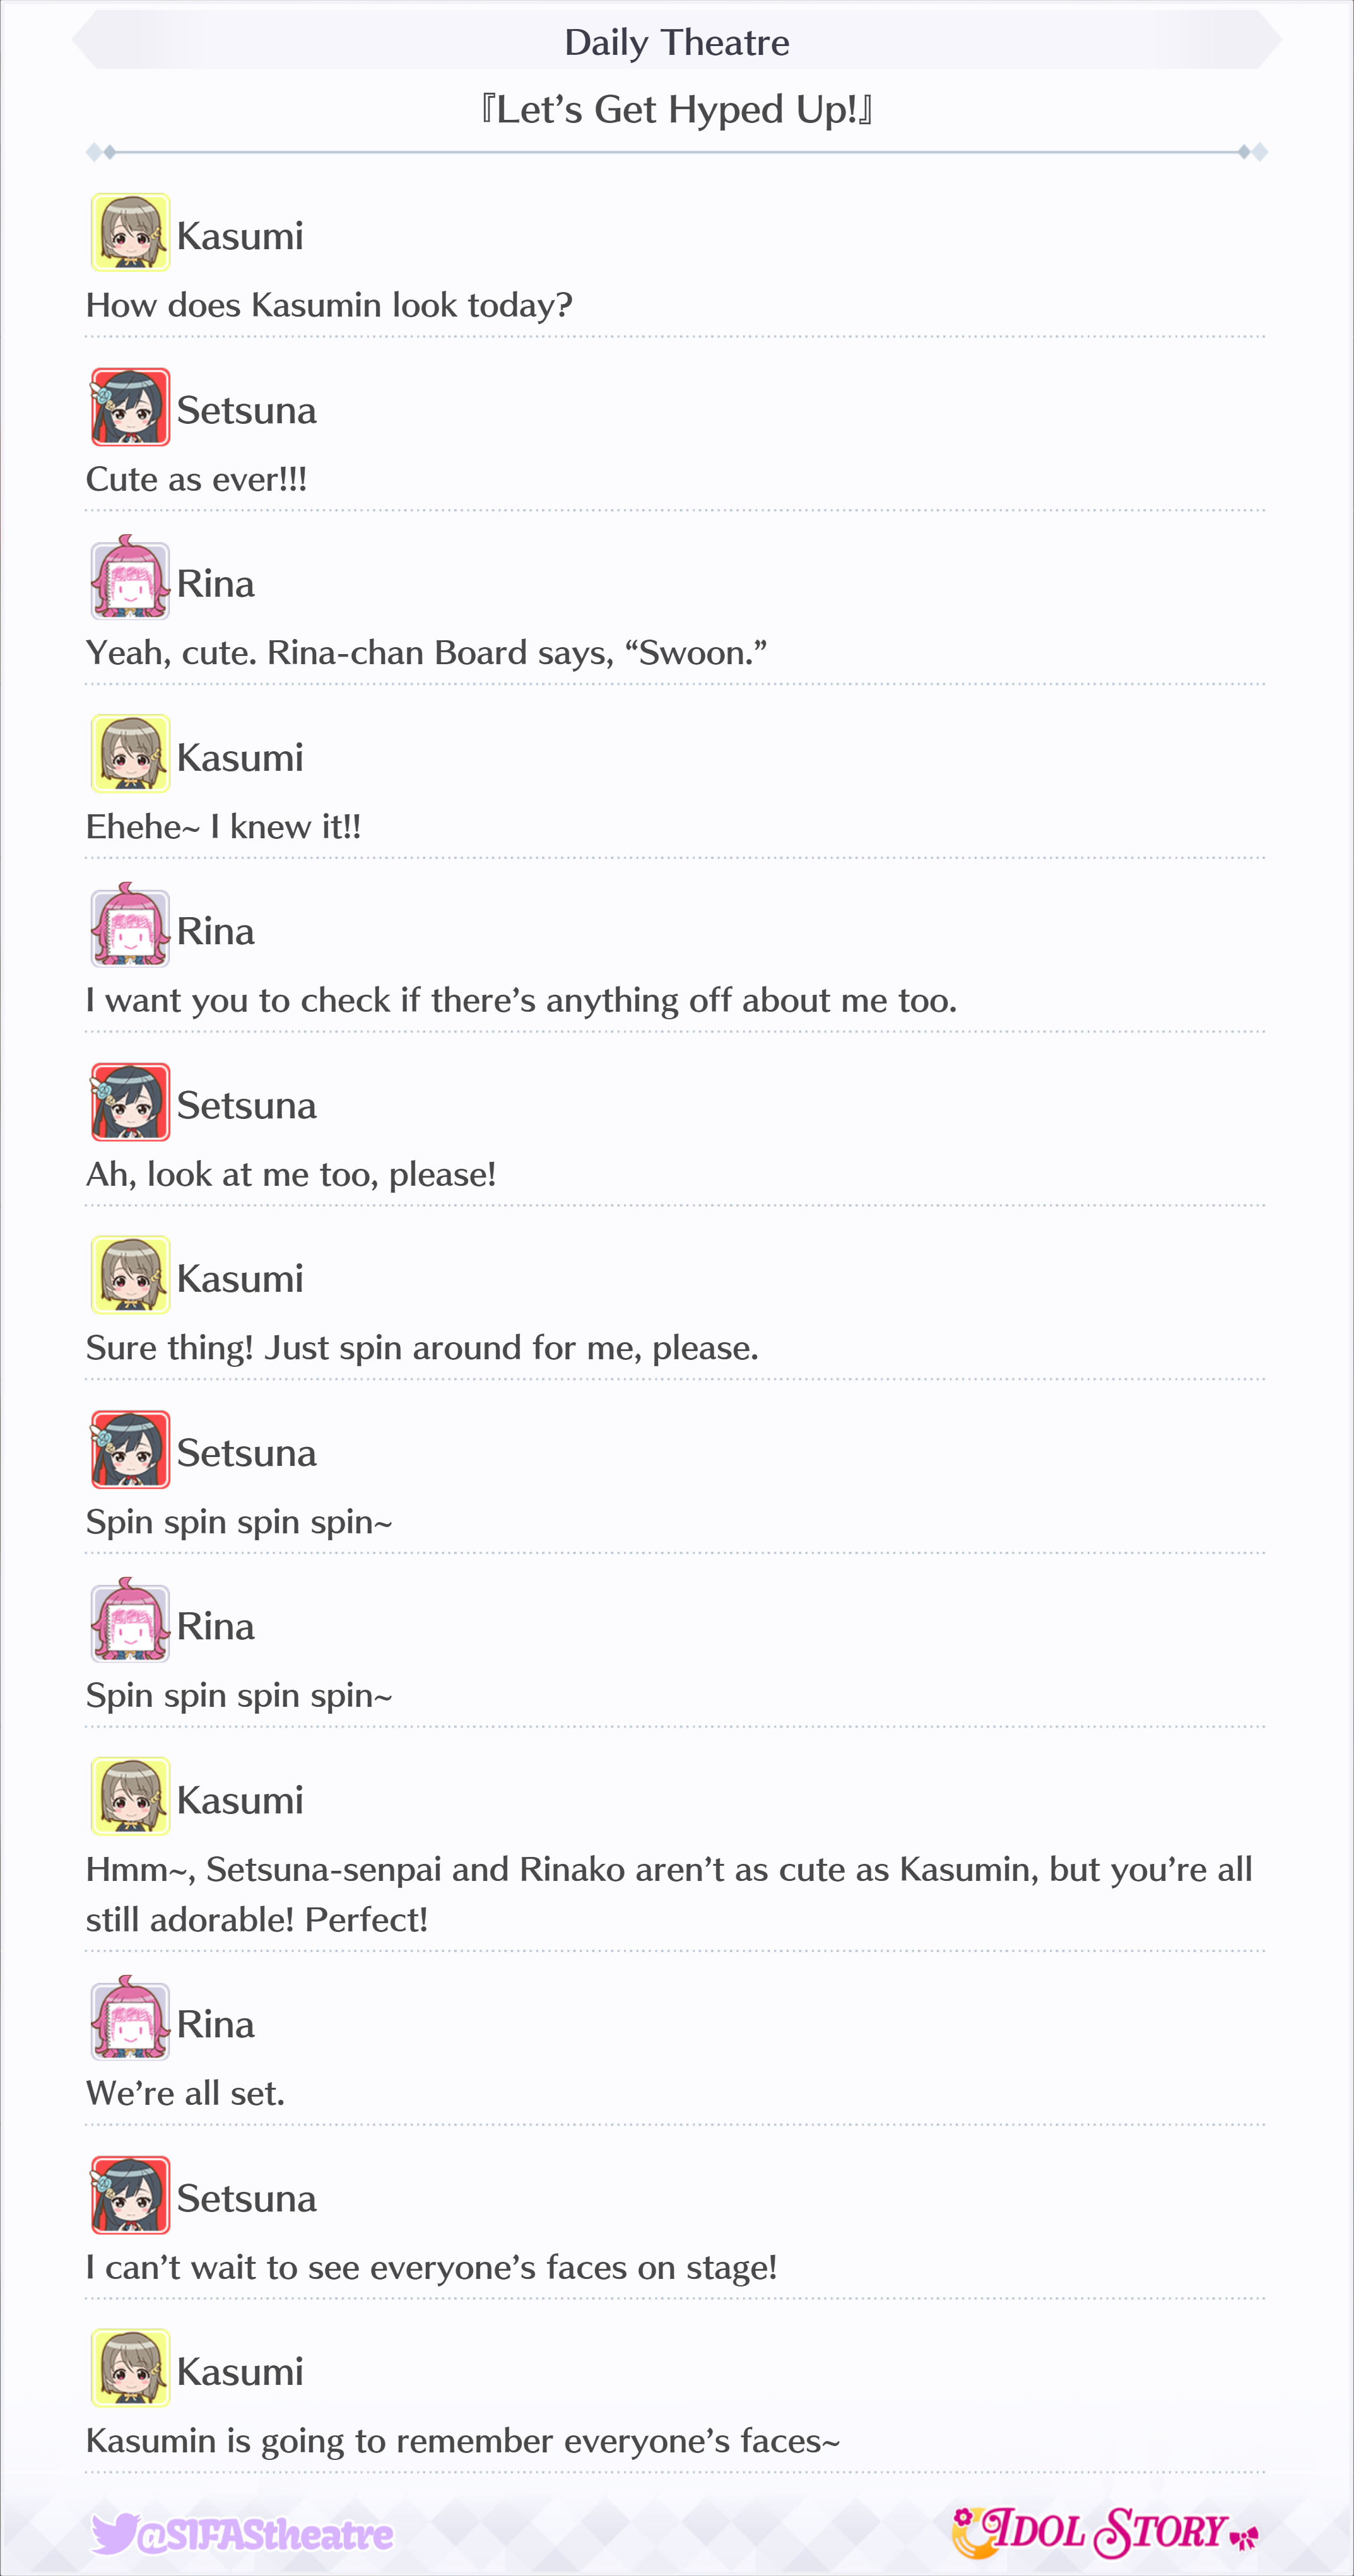 Daily Theatre
『Let’s Get Hyped Up!』
Kasumi
How does Kasumin look today?
Setsuna
Cute as ever!!!
Rina
Yeah, cute. Rina-chan Board says, “Swoon.”
Kasumi
Ehehe~ I knew it!!
Rina
I want you to check if there’s anything off about me too.
Setsuna
Ah, look at me too, please!
Kasumi
Sure thing! Just spin around for me, please.
Setsuna
Spin spin spin spin~
Rina
Spin spin spin spin~
Kasumi
Hmm~, Setsuna-senpai and Rinako aren’t as cute as Kasumin, but you’re all
still adorable! Perfect!
Rina
We’re all set.
Setsuna
I can’t wait to see everyone’s faces on stage!
Kasumi
Kasumin is going to remember everyone’s faces~
@SIFAStheatre
IDOL STORY